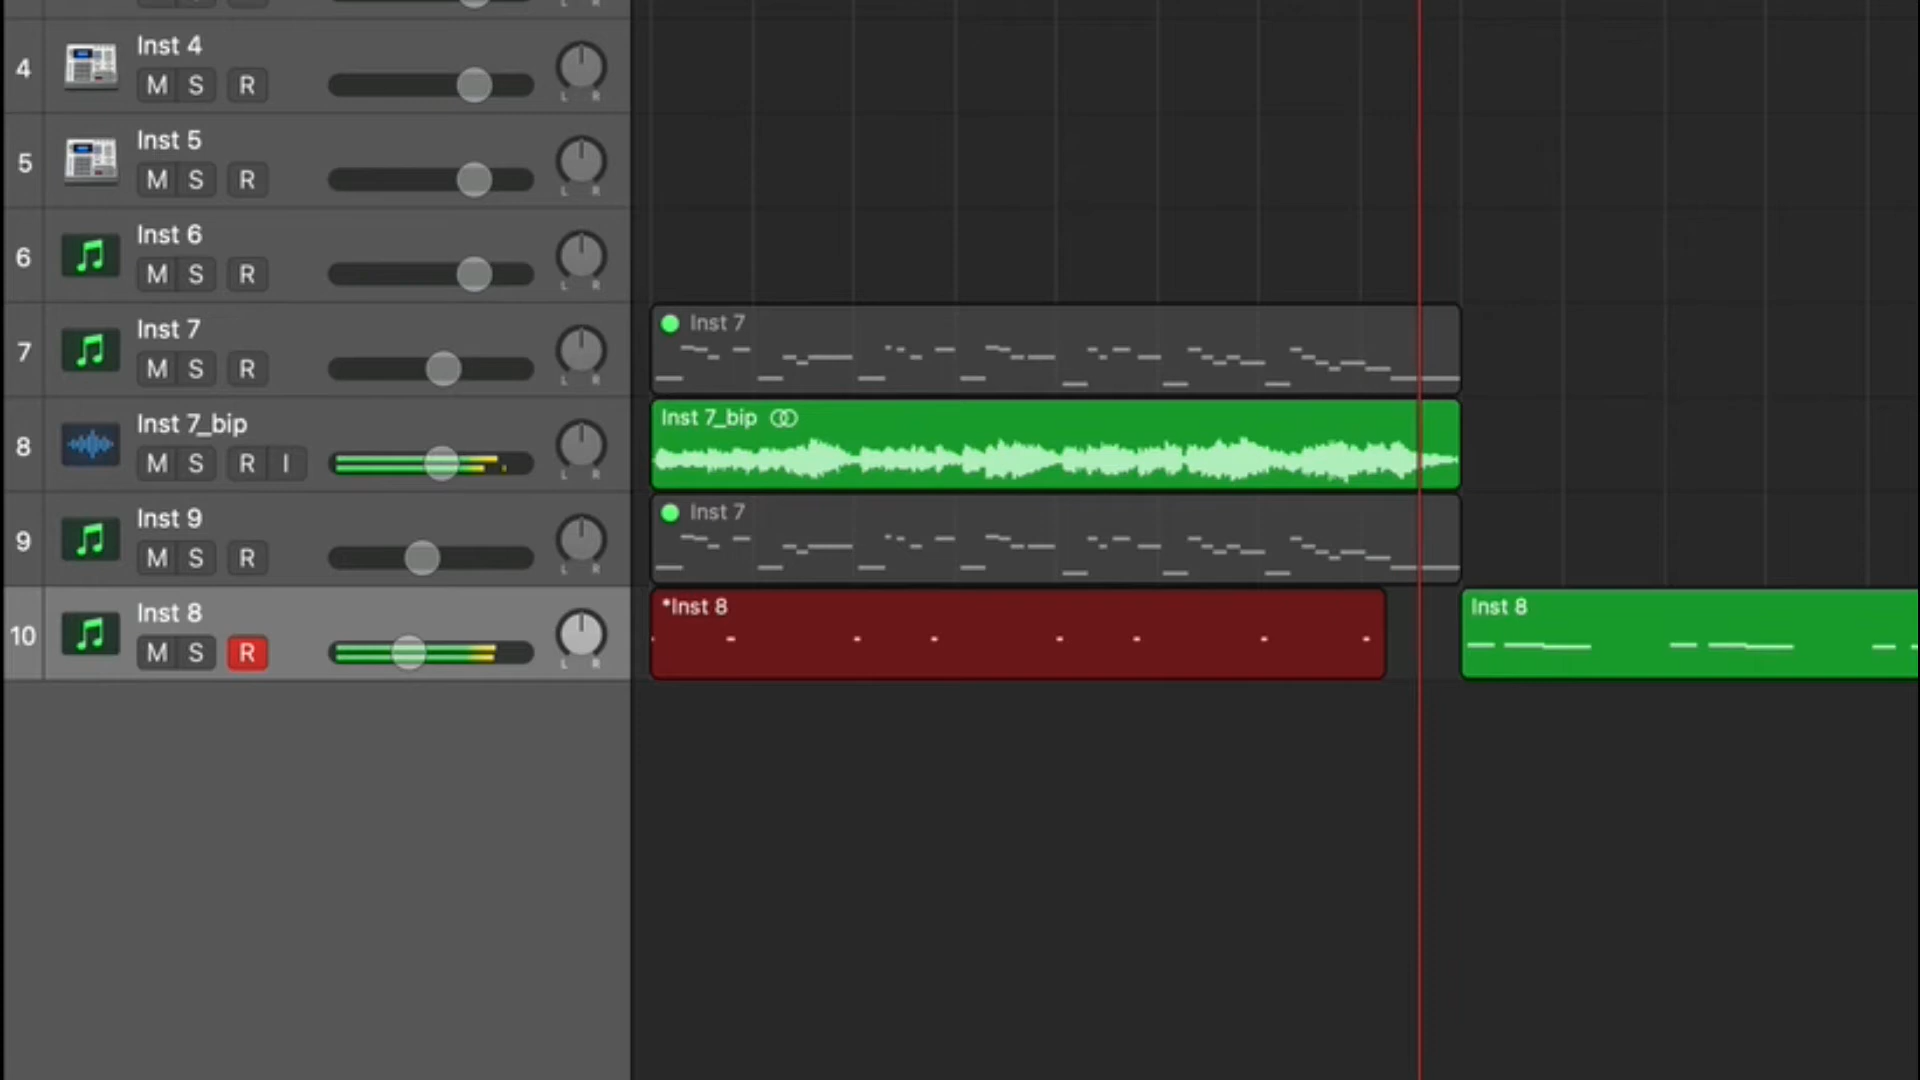 4
Inst 4
M S R
L R
5
Inst 5
M S R
L R
6
Inst 6
M S R
L R
7
Inst 7
M S R
L R
Inst 7
8
Inst 7_bip
M S R I
L R
Inst 7_bip
9
Inst 9
M S R
L R
Inst 7
10
Inst 8
M S R
L R
*Inst 8
Inst 8